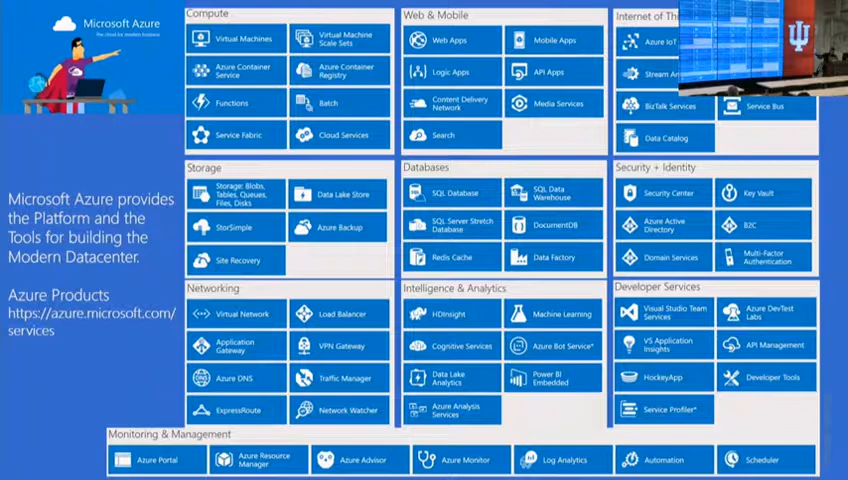 Microsoft Azure
The cloud for modern business
Microsoft Azure provides
the Platform and the
Tools for building the
Modern Datacenter.
Azure Products
https://azure.microsoft.com/
services
Compute
Virtual Machines
Virtual Machine
Scale Sets
Azure Container
Service
Azure Container
Registry
Functions
Batch
Service Fabric
Cloud Services
Web & Mobile
Web Apps
Mobile Apps
Logic Apps
API Apps
Content Delivery
Network
Media Services
Search
Internet of Thi
Azure IoT
Stream An
BizTalk Services
Service Bus
Data Catalog
Storage
Storage: Blobs,
Tables, Queues,
Files, Disks
Data Lake Store
StorSimple
Azure Backup
Site Recovery
Databases
SQL Database
SQL Data
Warehouse
SQL Server Stretch
Database
DocumentDB
Redis Cache
Data Factory
Security + Identity
Security Center
Key Vault
Azure Active
Directory
B2C
Domain Services
Multi-Factor
Authentication
Networking
Virtual Network
Load Balancer
Application
Gateway
VPN Gateway
DNS
Azure DNS
Traffic Manager
ExpressRoute
Network Watcher
Intelligence & Analytics
HDInsight
Machine Learning
Cognitive Services
Azure Bot Service*
Data Lake
Analytics
Power BI
Embedded
Azure Analysis
Services
Developer Services
Visual Studio Team
Services
Azure DevTest
Labs
VS Application
Insights
API Management
HockeyApp
Developer Tools
Service Profiler*
Monitoring & Management
Azure Portal
Azure Resource
Manager
Azure Advisor
Azure Monitor
Log Analytics
Automation
Scheduler